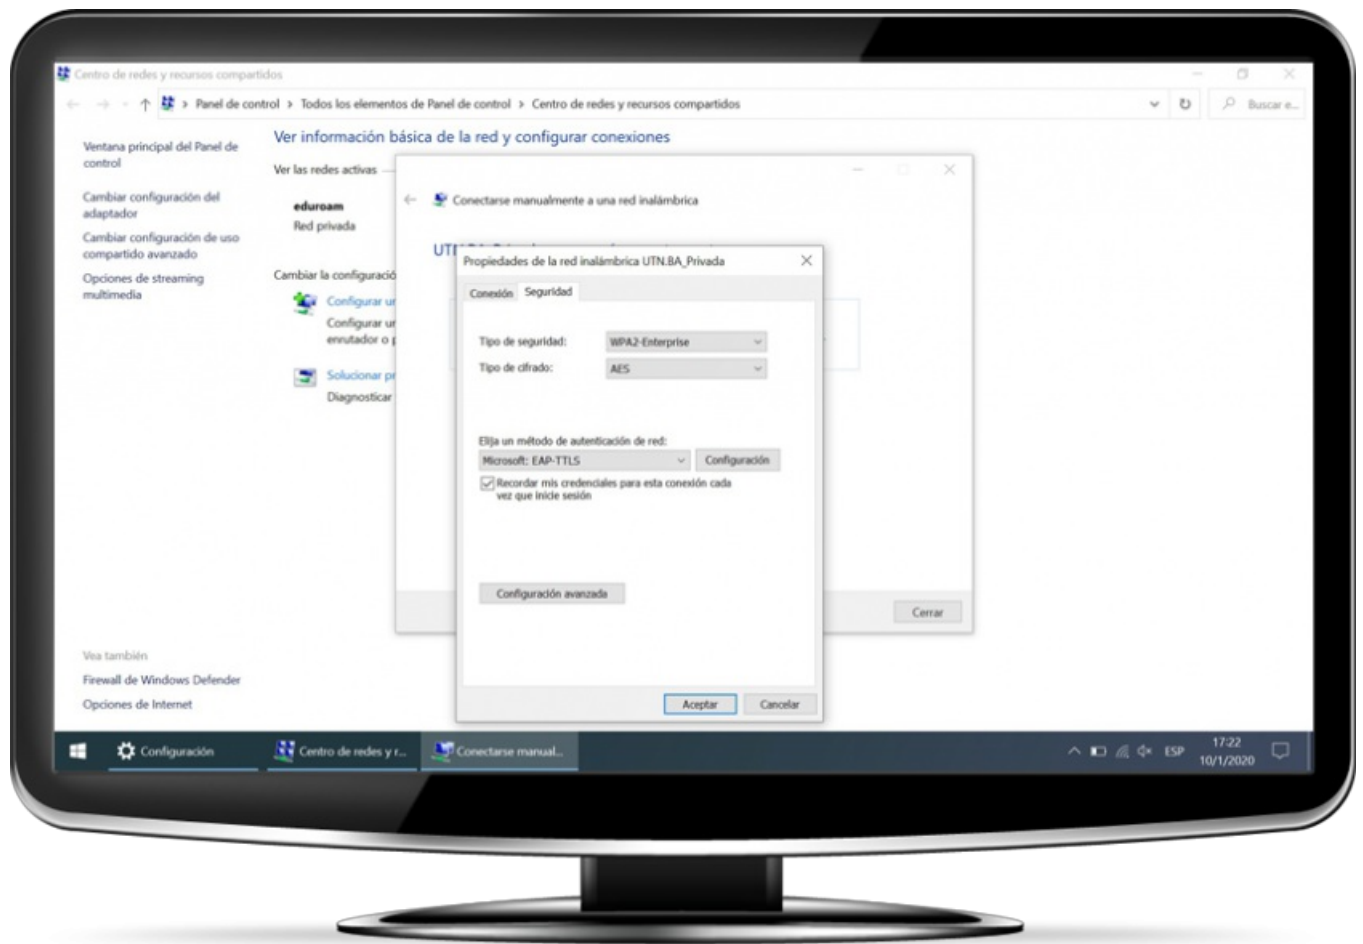 Centro de redes y recursos compartidos
Panel de control > Todos los elementos de Panel de control > Centro de redes y recursos compartidos
Buscar e...
Ventana principal del Panel de
control
Cambiar configuración del
adaptador
Cambiar configuración de uso
compartido avanzado
Opciones de streaming
multimedia
Ver información básica de la red y configurar conexiones
Ver las redes activas
eduroam
Red privada
Cambiar la configuració
Configurar un
Configurar un
enrutador o p
Solucionar pr
Diagnosticar
Conectarse manualmente a una red inalámbrica
Propiedades de la red inalámbrica UTN.BA_Privada
Conexión Seguridad
Tipo de seguridad: WPA2-Enterprise
Tipo de cifrado: AES
Elija un método de autenticación de red:
Microsoft: EAP-TTLS Configuración
Recordar mis credenciales para esta conexión cada
vez que inicie sesión
Configuración avanzada
Aceptar Cancelar
Cerrar
Vea también
Firewall de Windows Defender
Opciones de Internet
Configuración Centro de redes y r... Conectarse manual... ESP 17:22
10/1/2020